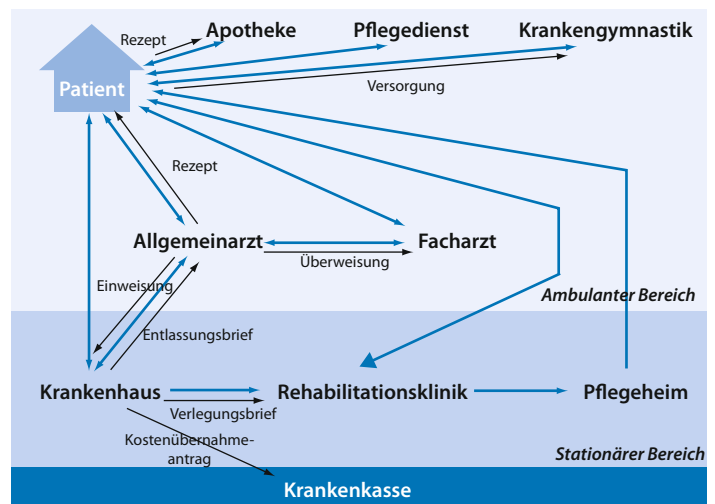 Rezept
Apotheke
Pflegedienst
Krankengymnastik
Patient
Versorgung
Rezept
Allgemeinarzt
Facharzt
Überweisung
Einweisung
Ambulanter Bereich
Entlassungsbrief
Krankenhaus
Rehabilitationsklinik
Pflegeheim
Verlegungsbrief
Kostenübernahme-
antrag
Stationärer Bereich
Krankenkasse